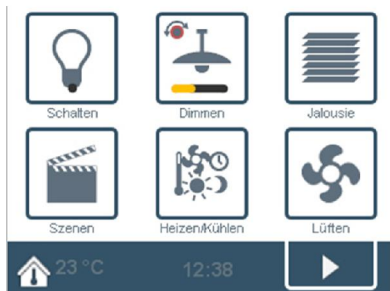 Schalten Dimmen Jalousie
Szenen Heizen/Kühlen Lüften
23 °C 12:38